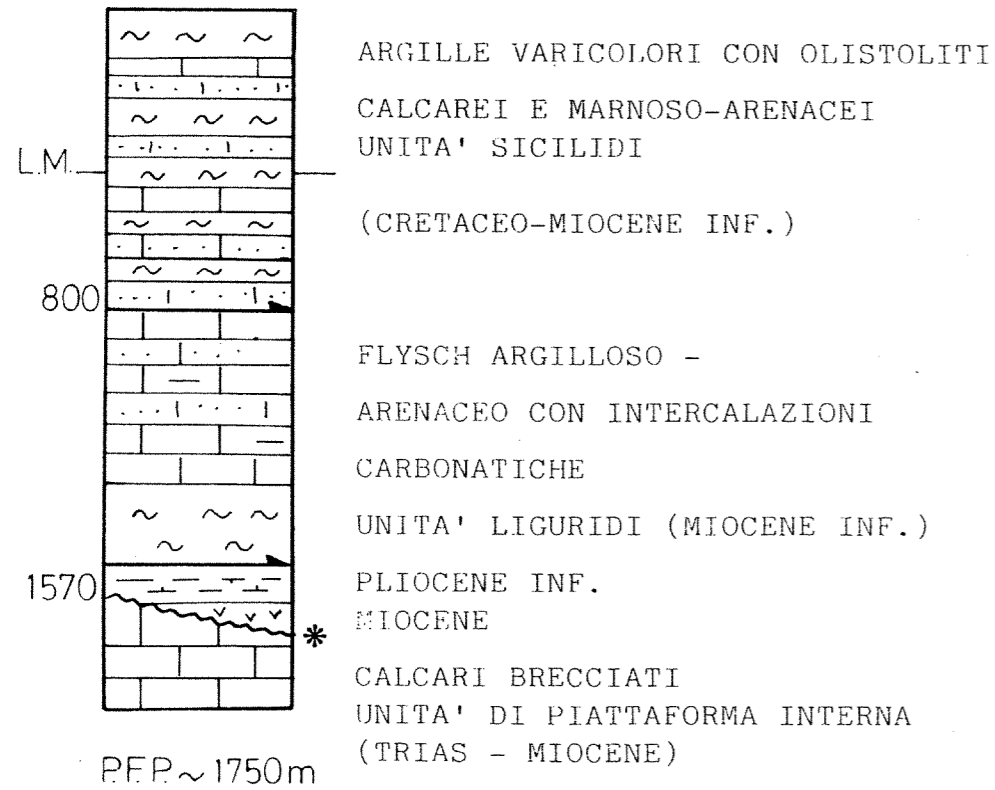 ARGILLE VARICOLORI CON OLISTOLITI
CALCAREI E MARNOSO-ARENACEI
UNITA' SICILIDI
L.M.
(CRETACEO-MIOCENE INF.)
800
FLYSCH ARGILLOSO -
ARENACEO CON INTERCALAZIONI
CARBONATICHE
UNITA' LIGURIDI (MIOCENE INF.)
1570
PLIOCENE INF.
MIOCENE
*
CALCARI BRECCIATI
UNITA' DI PIATTAFORMA INTERNA
(TRIAS - MIOCENE)
P.F.P. ~ 1750 m